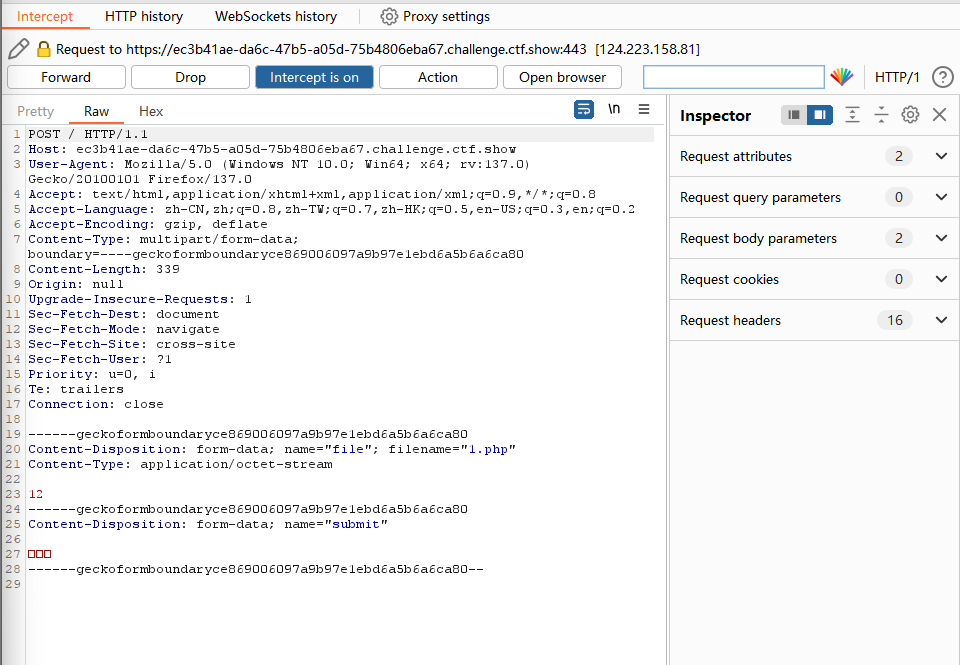 Intercept HTTP history WebSockets history Proxy settings
Request to https://ec3b41ae-da6c-47b5-a05d-75b4806eba67.challenge.ctf.show:443 [124.223.158.81]
Forward Drop Intercept is on Action Open browser HTTP/1 ?
Pretty Raw Hex \n
1 POST / HTTP/1.1
2 Host: ec3b41ae-da6c-47b5-a05d-75b4806eba67.challenge.ctf.show
3 User-Agent: Mozilla/5.0 (Windows NT 10.0; Win64; x64; rv:137.0)
Gecko/20100101 Firefox/137.0
4 Accept: text/html,application/xhtml+xml,application/xml;q=0.9,*/*;q=0.8
5 Accept-Language: zh-CN,zh;q=0.8,zh-TW;q=0.7,zh-HK;q=0.5,en-US;q=0.3,en;q=0.2
6 Accept-Encoding: gzip, deflate
7 Content-Type: multipart/form-data;
boundary=----geckoformboundaryce869006097a9b97e1ebd6a5b6a6ca80
8 Content-Length: 339
9 Origin: null
10 Upgrade-Insecure-Requests: 1
11 Sec-Fetch-Dest: document
12 Sec-Fetch-Mode: navigate
13 Sec-Fetch-Site: cross-site
14 Sec-Fetch-User: ?1
15 Priority: u=0, i
16 Te: trailers
17 Connection: close
18
19 ------geckoformboundaryce869006097a9b97e1ebd6a5b6a6ca80
20 Content-Disposition: form-data; name="file"; filename="1.php"
21 Content-Type: application/octet-stream
22
23 12
24 ------geckoformboundaryce869006097a9b97e1ebd6a5b6a6ca80
25 Content-Disposition: form-data; name="submit"
26
27 □□□
28 ------geckoformboundaryce869006097a9b97e1ebd6a5b6a6ca80--
29
Inspector
Request attributes 2
Request query parameters 0
Request body parameters 2
Request cookies 0
Request headers 16